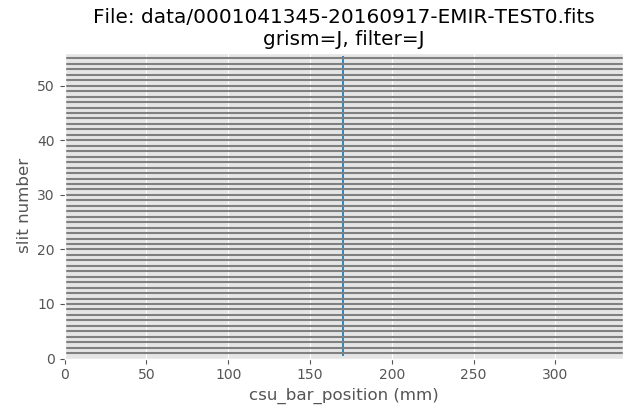 File: data/0001041345-20160917-EMIR-TEST0.fits
grism=J, filter=J
slit number
50
40
30
20
10
0
0 50 100 150 200 250 300
csu_bar_position (mm)